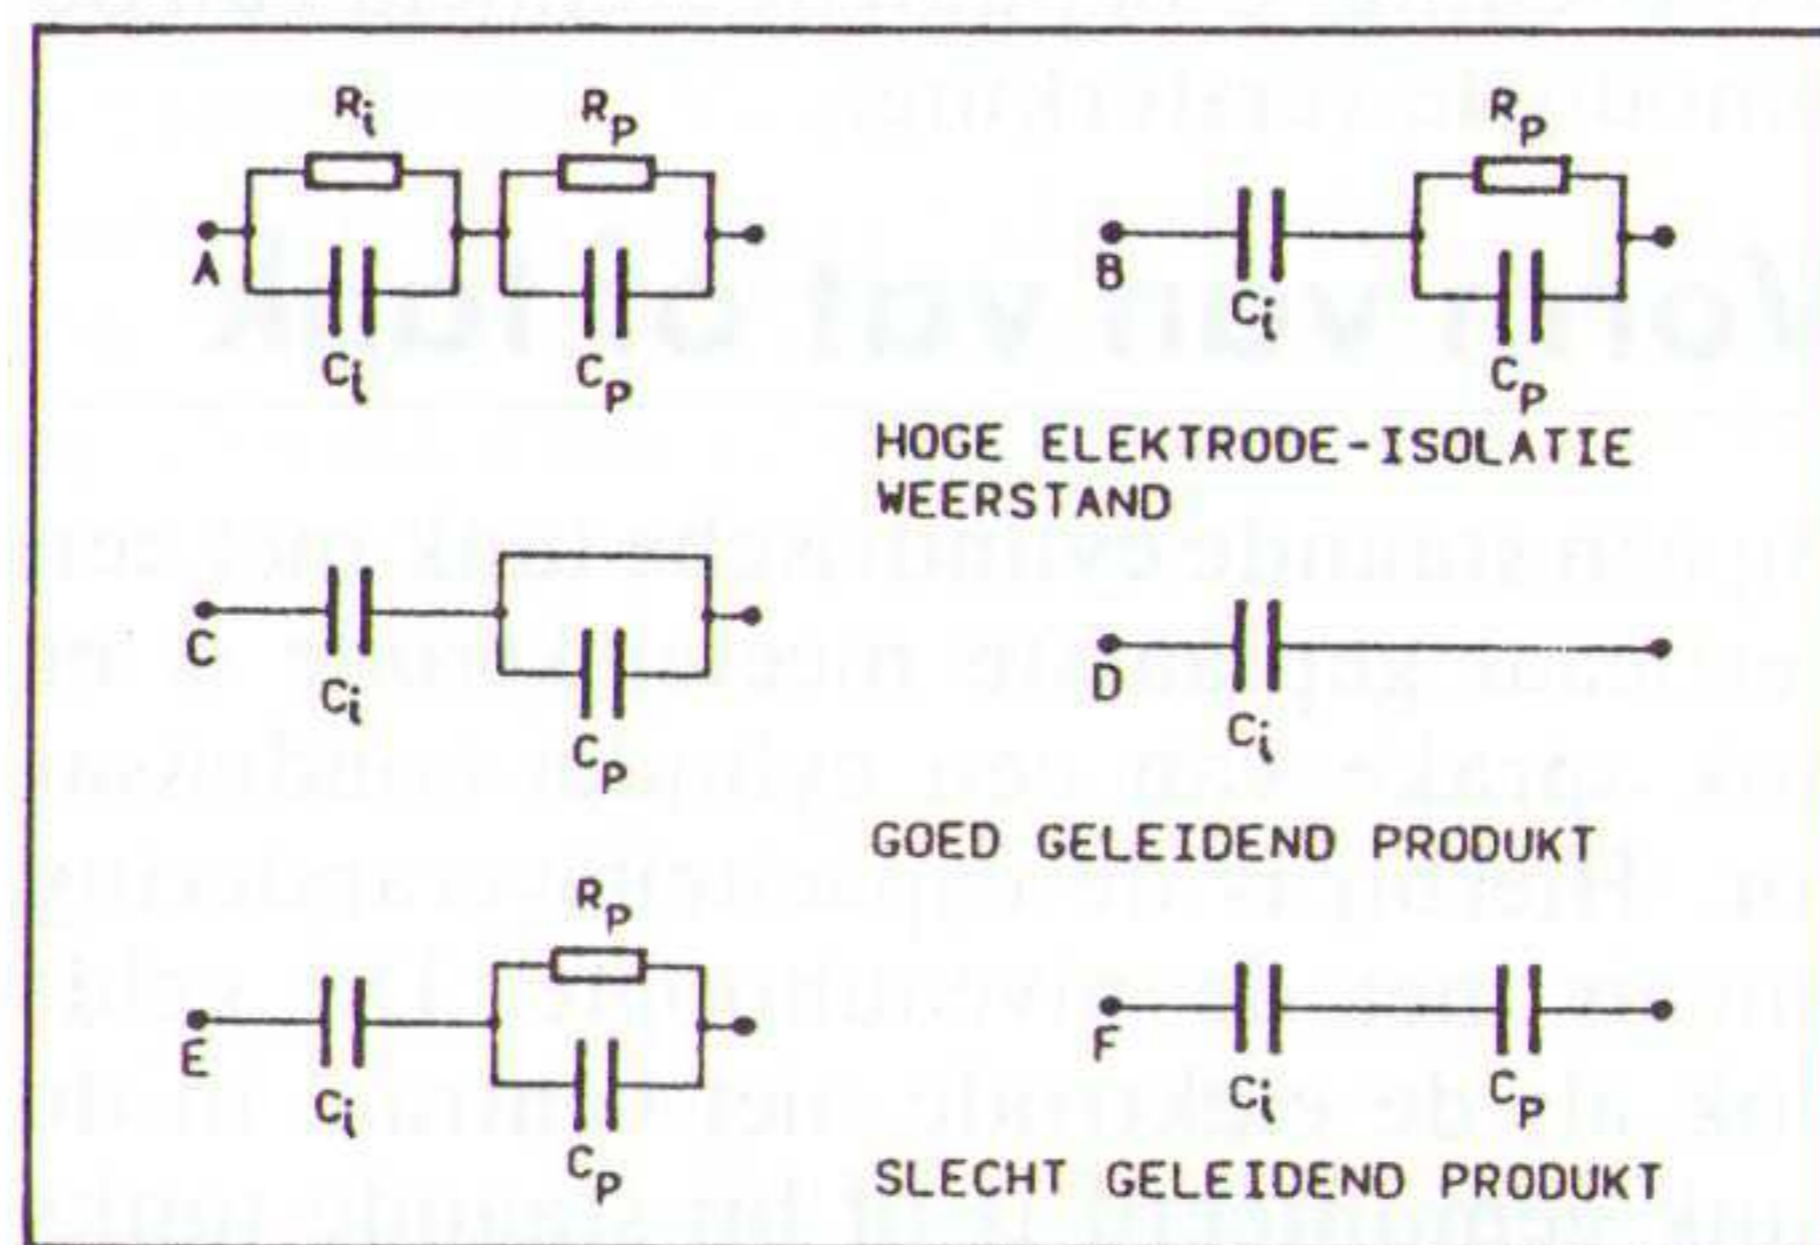 Ri
Rp
A
Ci
Cp
Rp
B
Ci
Cp
HOGE ELEKTRODE-ISOLATIE
WEERSTAND
C
Ci
Cp
D
Ci
GOED GELEIDEND PRODUKT
Rp
E
Ci
Cp
F
Ci
Cp
SLECHT GELEIDEND PRODUKT